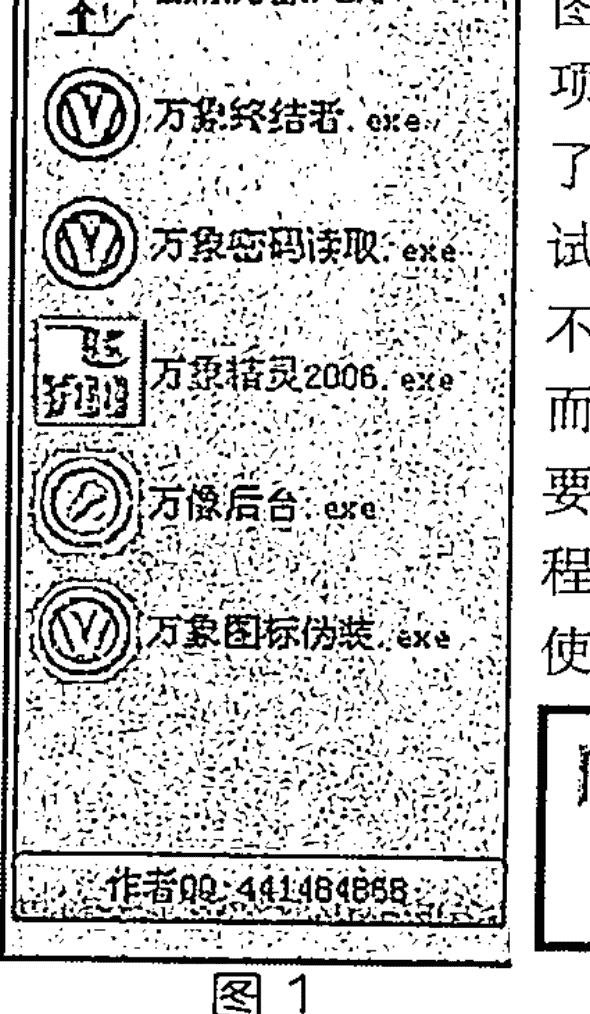 万象终结者.exe
万象密码读取.exe
万象精灵2006.exe
万像后台.exe
万象图标伪装.exe
作者QQ 441484868
图 1
图
项
了
试
不
而
要
程
使